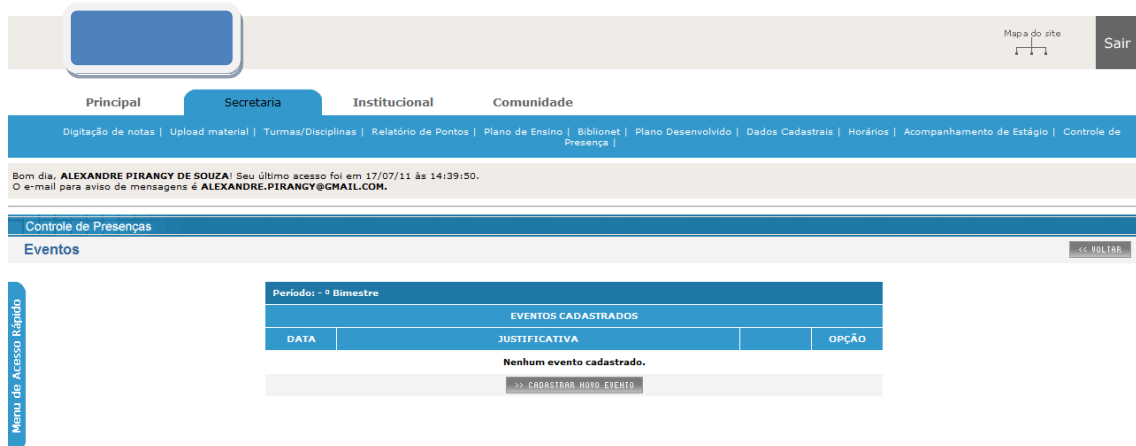 Mapa do site
Sair
Principal Secretaria Institucional Comunidade
Digitação de notas | Upload material | Turmas/Disciplinas | Relatório de Pontos | Plano de Ensino | Biblionet | Plano Desenvolvido | Dados Cadastrais | Horários | Acompanhamento de Estágio | Controle de
Presença |
Bom dia, ALEXANDRE PIRANGY DE SOUZA! Seu último acesso foi em 17/07/11 às 14:39:50.
O e-mail para aviso de mensagens é ALEXANDRE.PIRANGY@GMAIL.COM.
Controle de Presenças
Eventos
<< VOLTAR
Menu de Acesso Rápido
Período: - º Bimestre
EVENTOS CADASTRADOS
DATA JUSTIFICATIVA OPÇÃO
Nenhum evento cadastrado.
>> CADASTRAR NOVO EVENTO